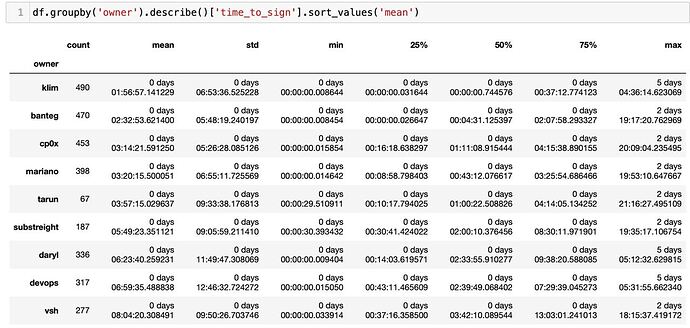 1 df.groupby('owner').describe()['time_to_sign'].sort_values('mean')
count mean std min 25% 50% 75% max
owner
klim 490 0 days 01:56:57.141229 0 days 06:53:36.525228 0 days 00:00:00.008644 0 days 00:00:00.031644 0 days 00:00:00.744576 0 days 00:37:12.774123 5 days 04:36:14.623069
banteg 470 0 days 02:32:53.621400 0 days 05:48:19.240197 0 days 00:00:00.008454 0 days 00:00:00.026647 0 days 00:04:31.125397 0 days 02:07:58.293327 2 days 19:17:20.762969
cp0x 453 0 days 03:14:21.591250 0 days 05:26:28.085126 0 days 00:00:00.015854 0 days 00:16:18.638297 0 days 01:11:08.915444 0 days 04:15:38.890155 2 days 20:09:04.235495
mariano 398 0 days 03:20:15.500051 0 days 06:55:11.725569 0 days 00:00:00.014642 0 days 00:08:58.798403 0 days 00:43:12.076617 0 days 03:25:54.686466 2 days 19:53:10.647667
tarun 67 0 days 03:57:15.029637 0 days 09:33:38.176813 0 days 00:00:29.510911 0 days 00:10:17.794025 0 days 01:00:22.508826 0 days 04:14:05.134252 2 days 21:16:27.495109
substreight 187 0 days 05:49:23.351121 0 days 09:05:59.211410 0 days 00:00:30.393432 0 days 00:30:41.424022 0 days 02:00:10.376456 0 days 08:30:11.971901 2 days 19:35:17.106754
daryl 336 0 days 06:23:40.259231 0 days 11:49:47.308069 0 days 00:00:00.009404 0 days 00:14:03.619571 0 days 02:33:55.910277 0 days 09:38:20.588085 5 days 05:12:32.629815
devops 317 0 days 06:59:35.488838 0 days 12:46:32.724272 0 days 00:00:00.015050 0 days 00:43:11.465609 0 days 02:39:49.068402 0 days 07:29:39.045273 5 days 05:31:55.662340
vsh 277 0 days 08:04:20.308491 0 days 09:50:26.703746 0 days 00:00:00.033914 0 days 00:37:16.358500 0 days 03:42:10.089544 0 days 13:03:01.241013 2 days 18:15:37.419172